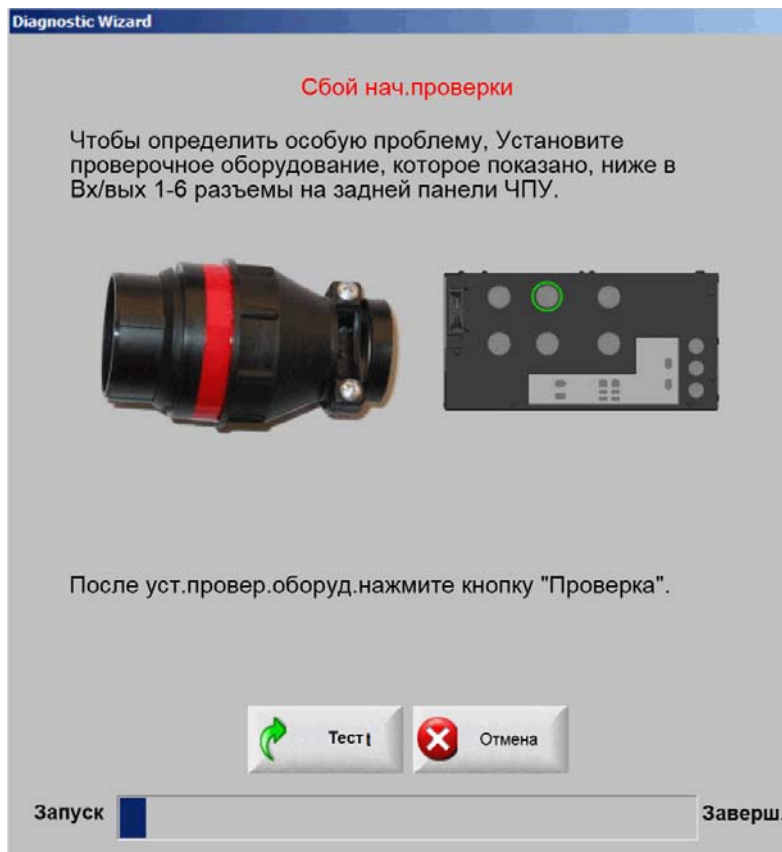 Diagnostic Wizard
Сбой нач.проверки
Чтобы определить особую проблему, Установите
проверочное оборудование, которое показано, ниже в
Вх/вых 1-6 разъемы на задней панели ЧПУ.
После уст.провер.оборуд.нажмите кнопку "Проверка".
Тест t
Отмена
Запуск
Заверш.